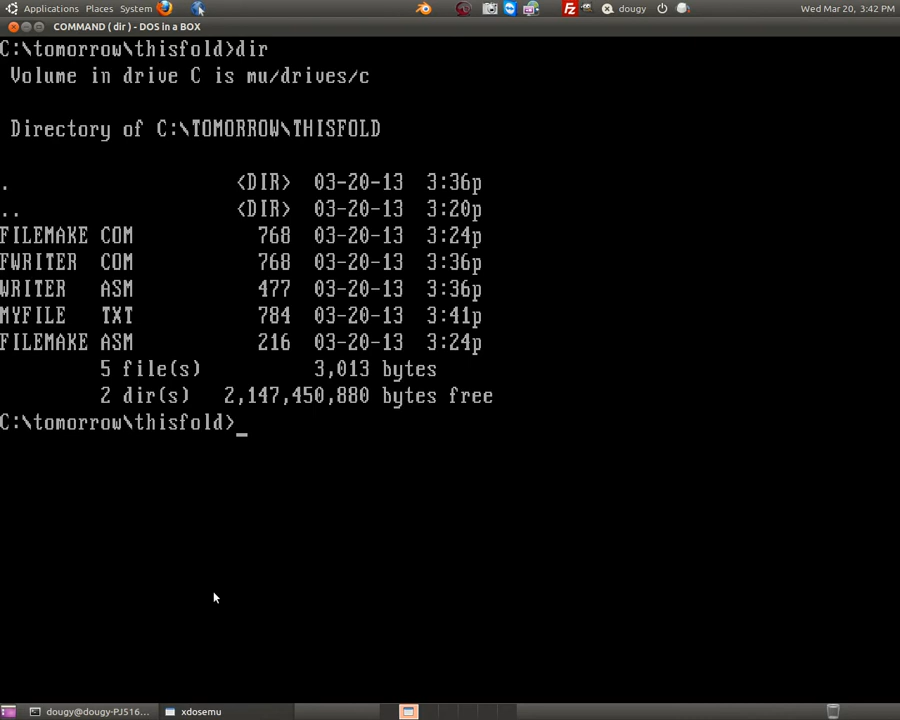 Applications Places System dougy Wed Mar 20, 3:42 PM
COMMAND ( dir ) - DOS in a BOX
C:\tomorrow\thisfold>dir
Volume in drive C is mu/drives/c
Directory of C:\TOMORROW\THISFOLD
. <DIR> 03-20-13 3:36p
.. <DIR> 03-20-13 3:20p
FILEMAKE COM 768 03-20-13 3:24p
FWRITER COM 768 03-20-13 3:36p
WRITER ASM 477 03-20-13 3:36p
MYFILE TXT 784 03-20-13 3:41p
FILEMAKE ASM 216 03-20-13 3:24p
5 file(s) 3,013 bytes
2 dir(s) 2,147,450,880 bytes free
C:\tomorrow\thisfold>_
dougy@dougy-PJS16... xdosemu